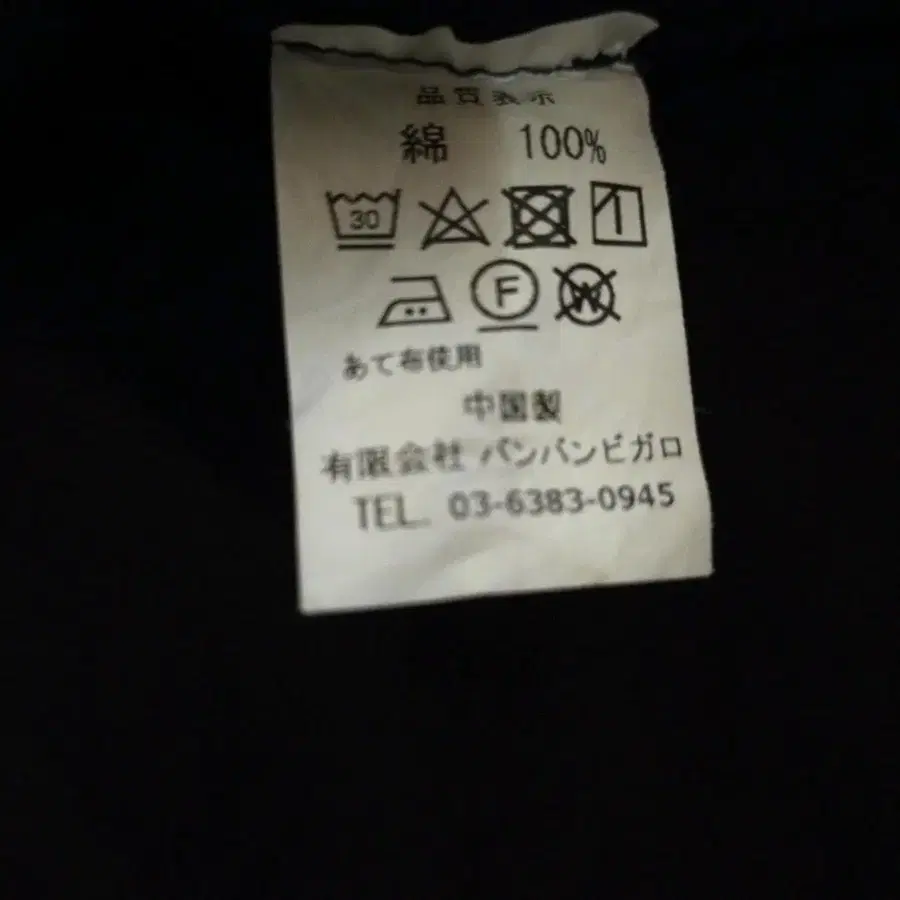 品質表示
綿 100%
30
F
W
あて布使用
中国製
有限会社 バンバンビガロ
TEL. 03-6383-0945